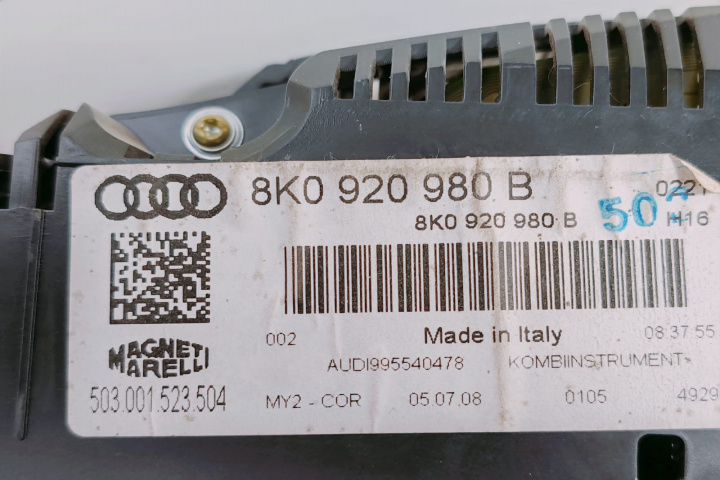 8K0 920 980 B 0221
8K0 920 980 B 50 H16
002 Made in Italy 08 37 55
MAGNETI
MARELLI
AUDI995540478 KOMBIINSTRUMENT
503.001.523.504
MY2 - COR 05.07.08 0105 4929